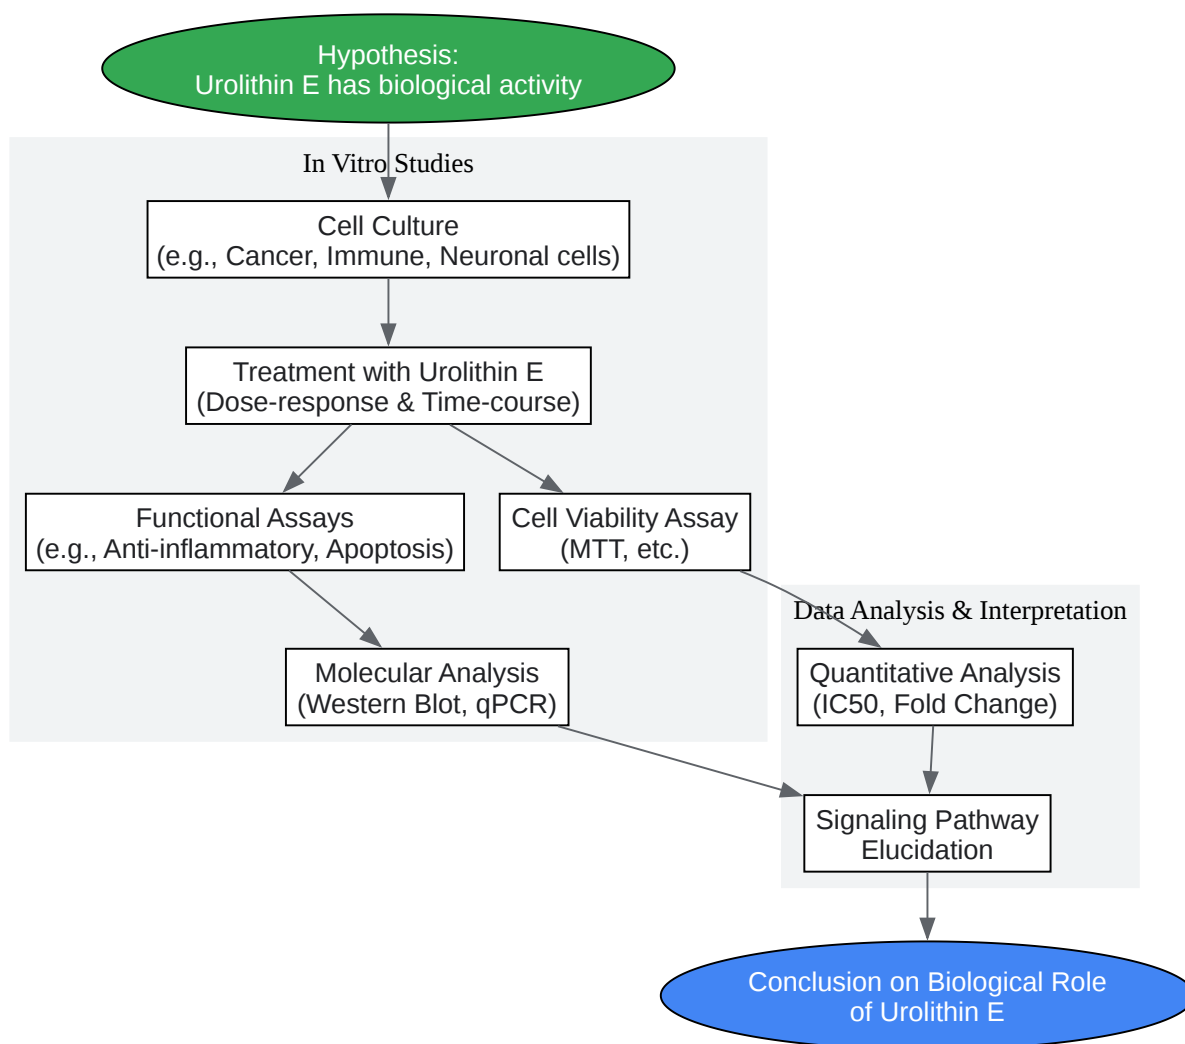 Hypothesis:
Urolithin E has biological activity
In Vitro Studies
Cell Culture
(e.g., Cancer, Immune, Neuronal cells)
Treatment with Urolithin E
(Dose-response & Time-course)
Functional Assays
(e.g., Anti-inflammatory, Apoptosis)
Cell Viability Assay
(MTT, etc.)
Data Analysis & Interpretation
Molecular Analysis
(Western Blot, qPCR)
Quantitative Analysis
(IC50, Fold Change)
Signaling Pathway
Elucidation
Conclusion on Biological Role
of Urolithin E